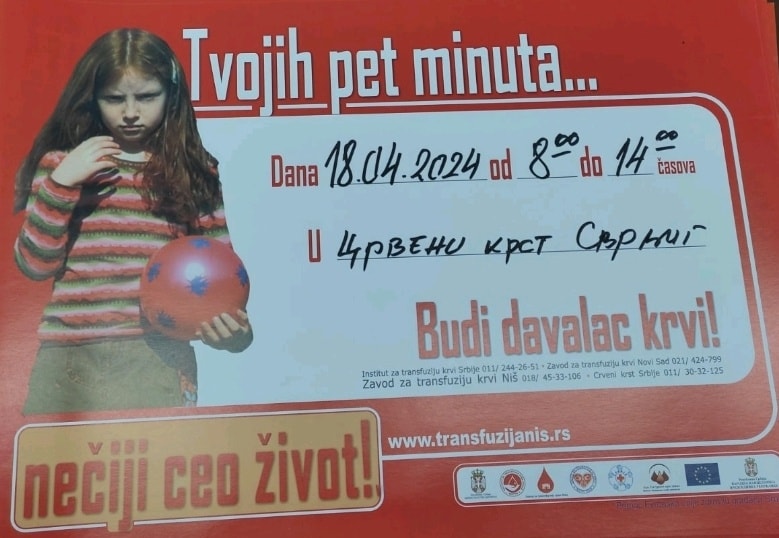 Tvojih pet minuta...
Dana 18.04.2024 od 8⁰⁰ do 14⁰⁰ časova
U Црвени крст Сврљиг
Budi davalac krvi!
Institut za transfuziju krvi Srbije 011/ 244-26-51 • Zavod za transfuziju krvi Novi Sad 021/ 424-799
Zavod za transfuziju krvi Niš 018/ 45-33-106 • Crveni krst Srbije 011/ 30-32-125
www.transfuzijanis.rs
nečiji ceo život!